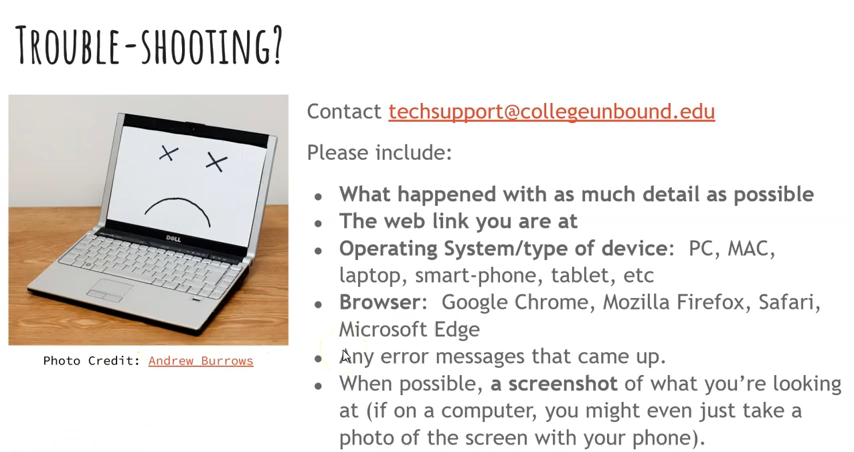 Trouble-shooting?
Contact techsupport@collegeunbound.edu
Please include:
• What happened with as much detail as possible
• The web link you are at
• Operating System/type of device:  PC, MAC,
laptop, smart-phone, tablet, etc
• Browser:  Google Chrome, Mozilla Firefox, Safari,
Microsoft Edge
• Any error messages that came up.
• When possible, a screenshot of what you’re looking
at (if on a computer, you might even just take a
photo of the screen with your phone).
DELL
Photo Credit: Andrew Burrows